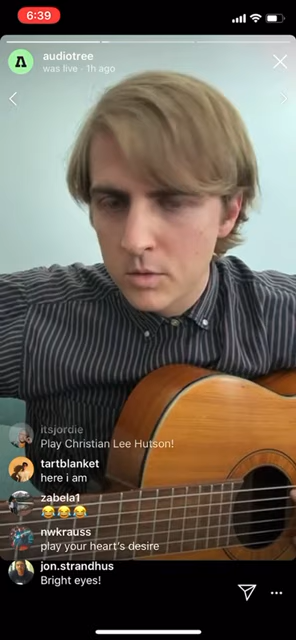 6:39
audiotree
was live · 1h ago
itsjordie
Play Christian Lee Hutson!
tartblanket
here i am
zabela1
😂😂😂
nwkrauss
play your heart's desire
jon.strandhus
Bright eyes!